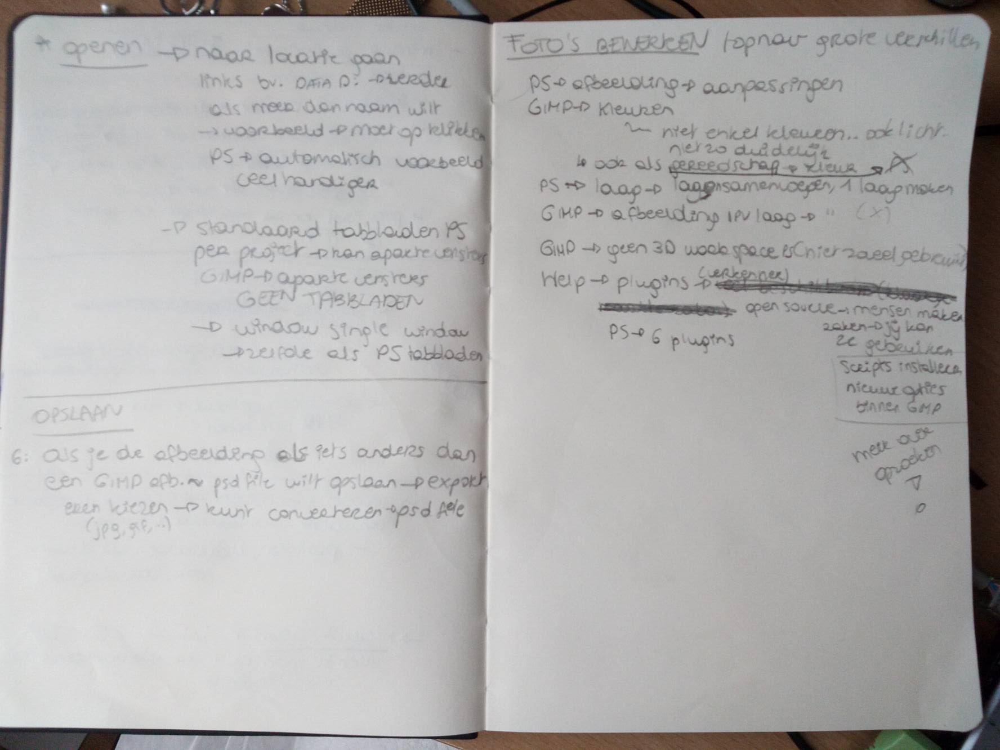 * openen → naar locatie gaan
links bv. DATA D: → verder
als meer dan naam wilt
→ voorbeeld → moet op klikken
PS → automatisch voorbeeld
veel handiger
→ standaard tabbladen PS
per project → kan aparte vensters
GIMP → aparte vensters
GEEN TABBLADEN
→ window single window
→ zelfde als PS tabbladen
OPSLAAN
G: als je de afbeelding als iets anders dan
een GIMP afb. ~ psd file wilt opslaan → export
eren kiezen → kunt converteren → psd file
(jpg, gif, ..)
FOTO'S BEWERKEN topnav grote verschillen
PS → afbeelding → aanpassingen
GIMP → Kleuren
~ niet enkel kleuren.. ook licht.
niet zo duidelijk
↳ ook als gereedschap → kleur → PS
PS → laag → lagen samenvoegen, 1 laag maken
GIMP → afbeelding IPV laag → " (x)
GIMP → geen 3D workspace (niet zoveel gebruikt)
Help → plugins → (verkenner)
open source → mensen maken
zaken → jij kan
ze gebruiken
PS → 6 plugins
scripts installeren
nieuwe opties
binnen GIMP
meer over
opzoeken